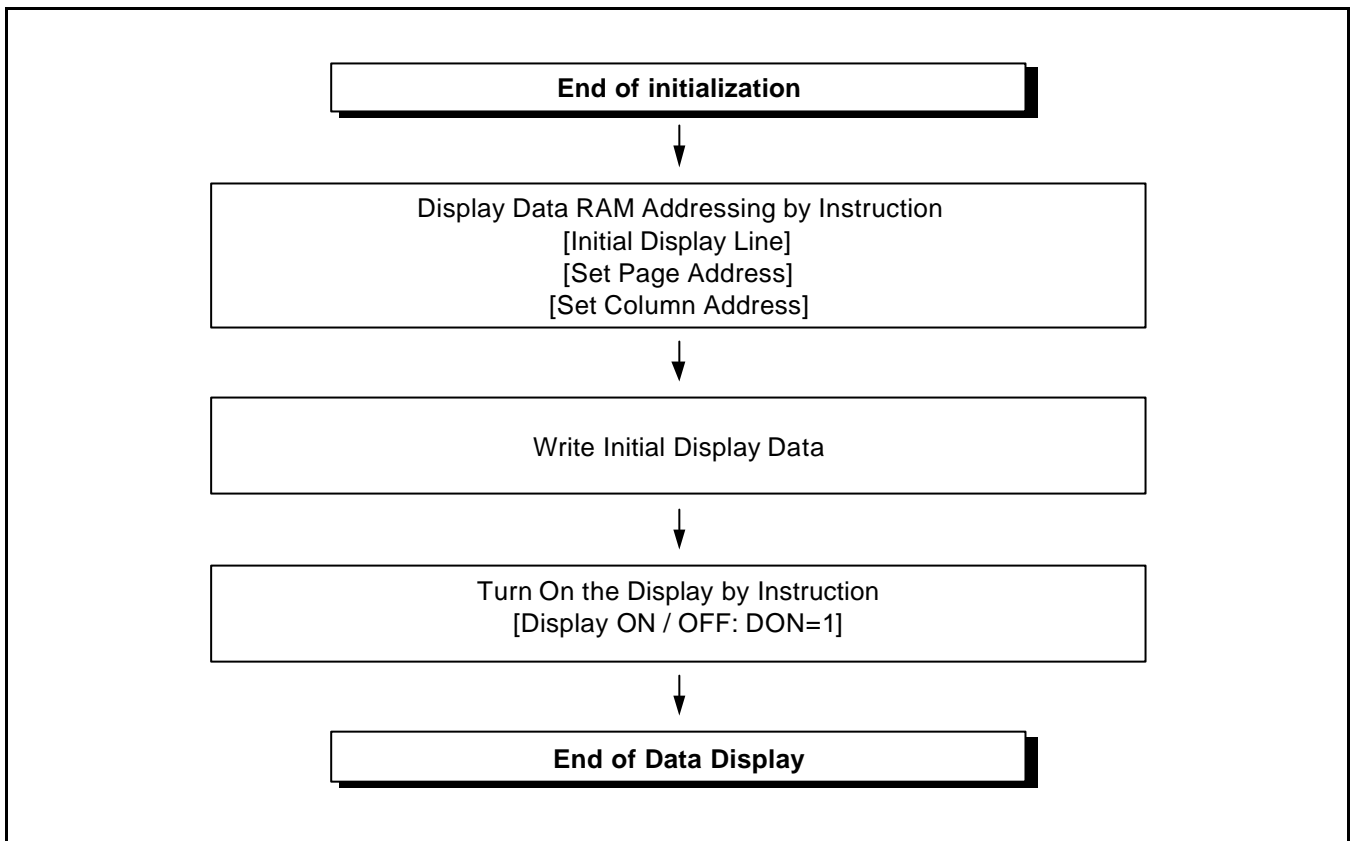 End of initialization
Display Data RAM Addressing by Instruction
[Initial Display Line]
[Set Page Address]
[Set Column Address]
Write Initial Display Data
Turn On the Display by Instruction
[Display ON / OFF: DON=1]
End of Data Display